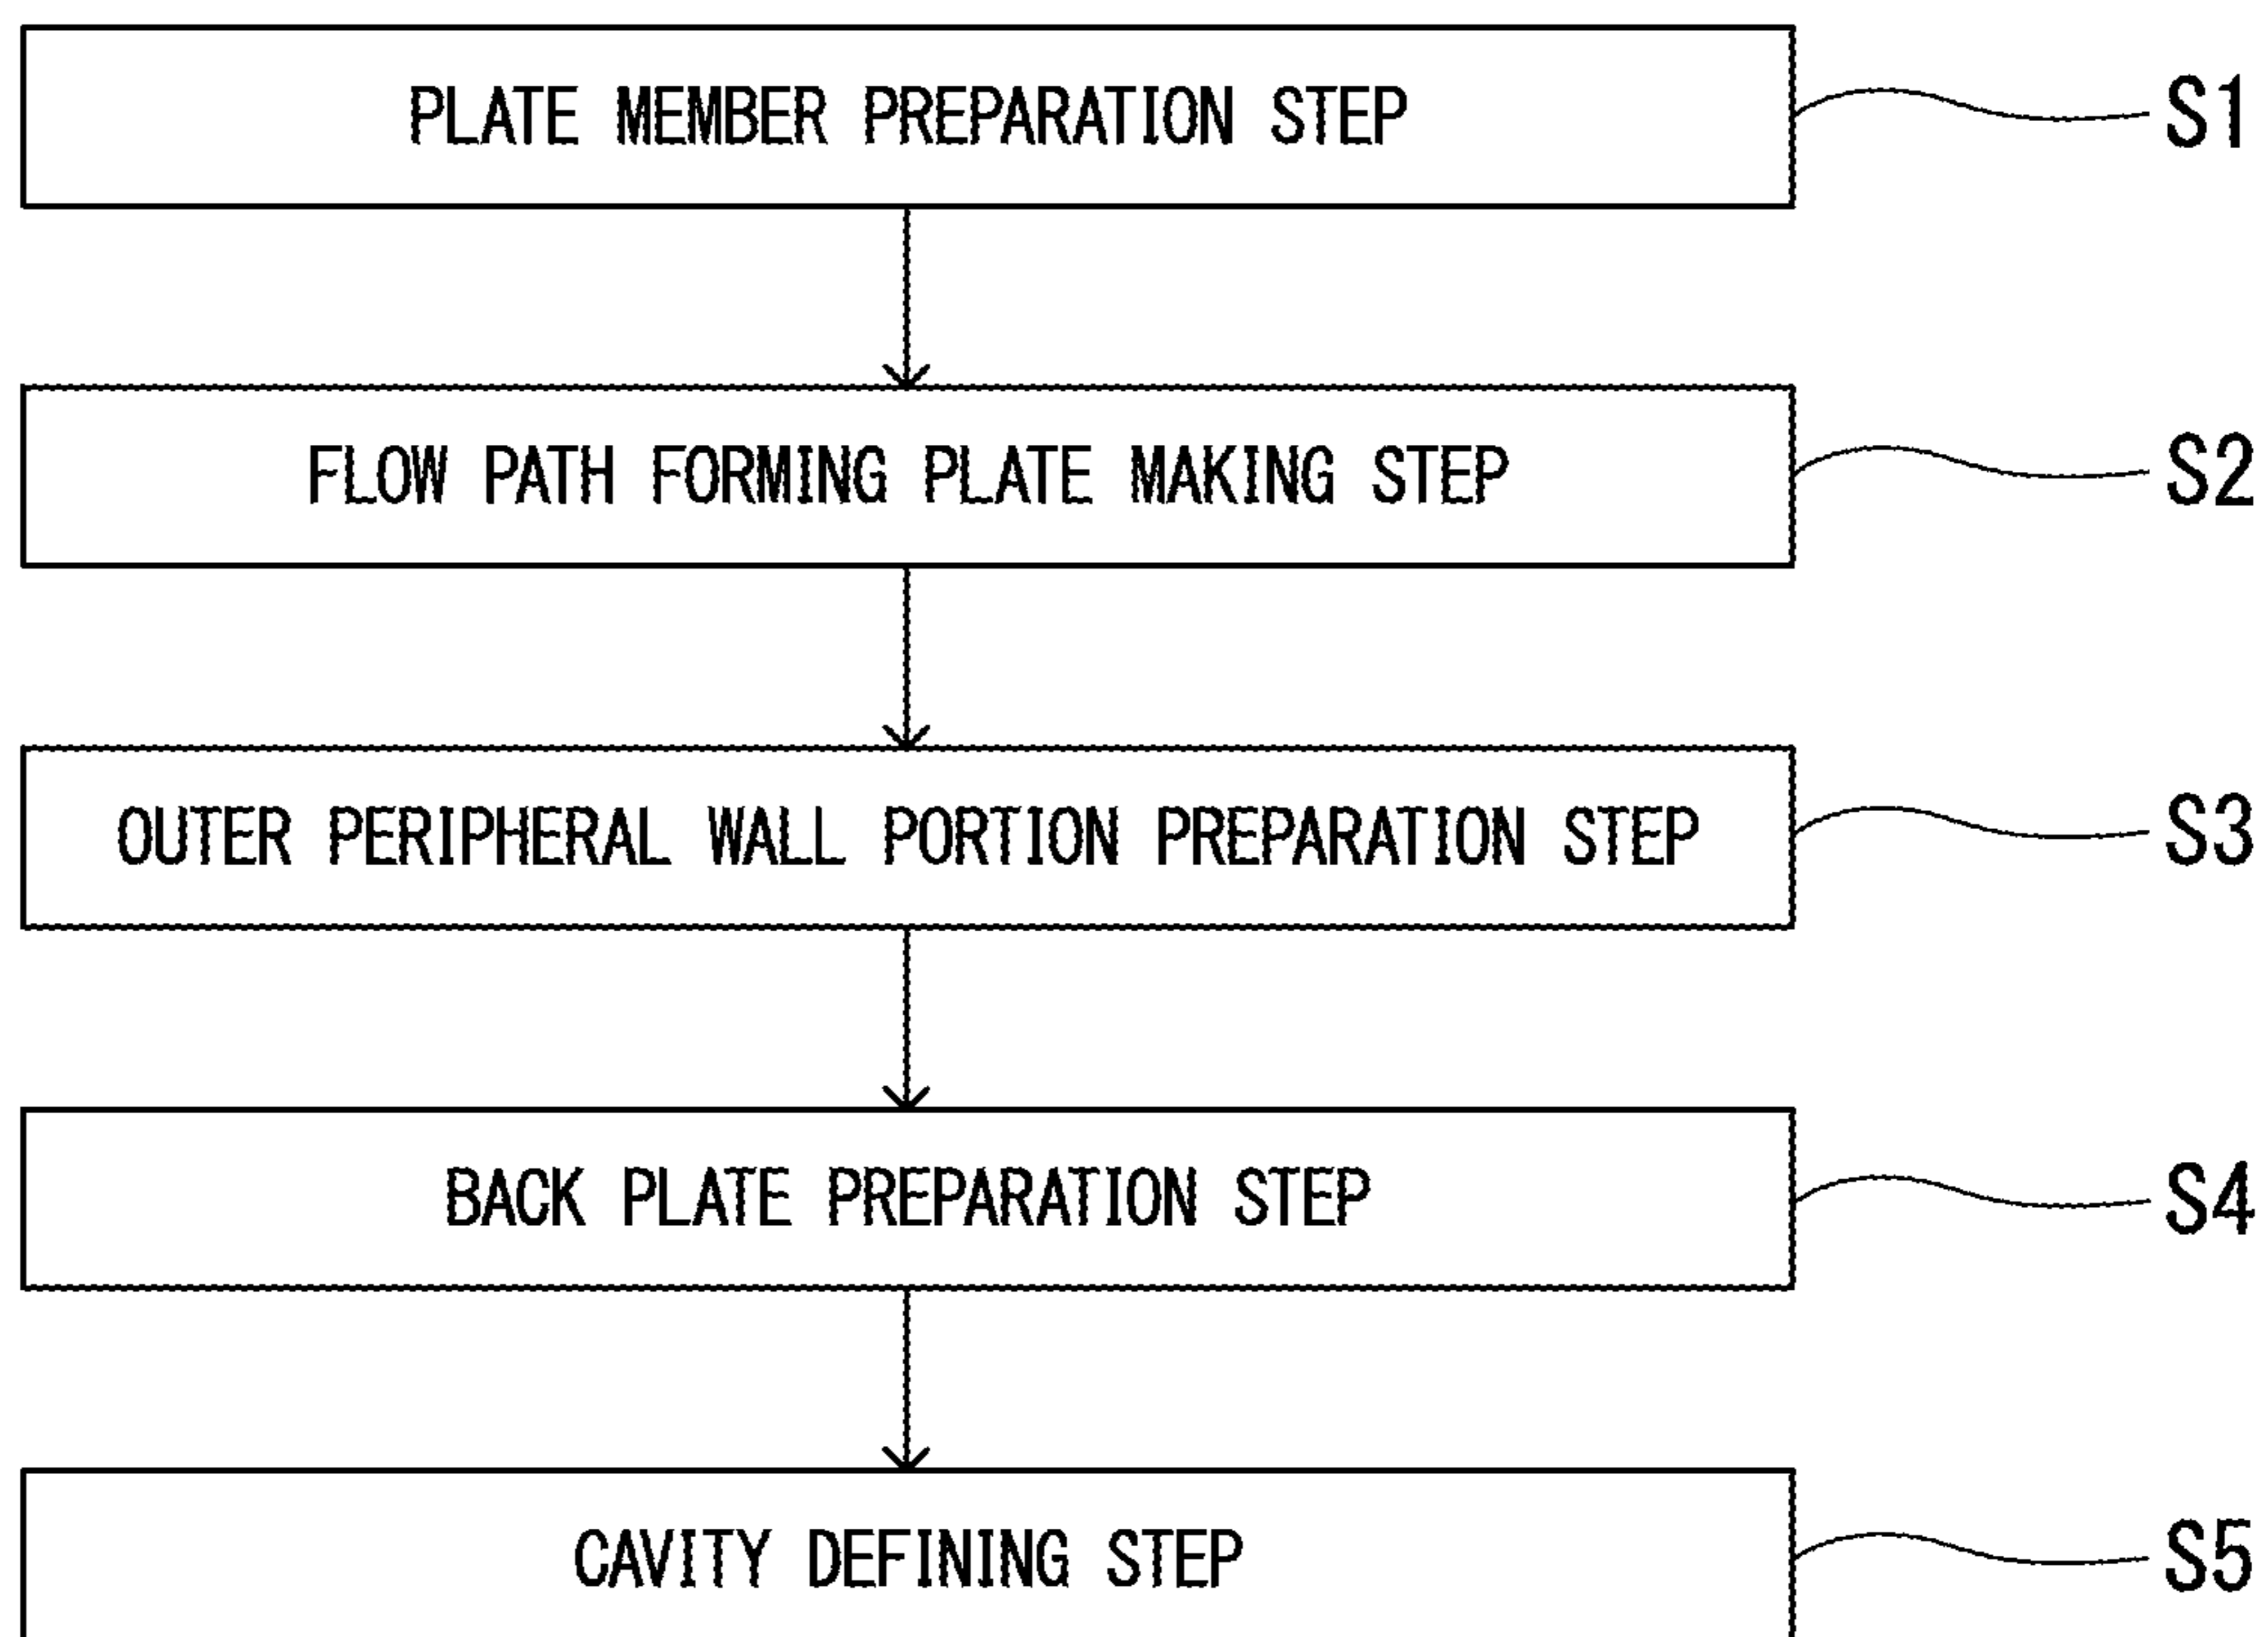 PLATE MEMBER PREPARATION STEP S1
FLOW PATH FORMING PLATE MAKING STEP S2
OUTER PERIPHERAL WALL PORTION PREPARATION STEP S3
BACK PLATE PREPARATION STEP S4
CAVITY DEFINING STEP S5